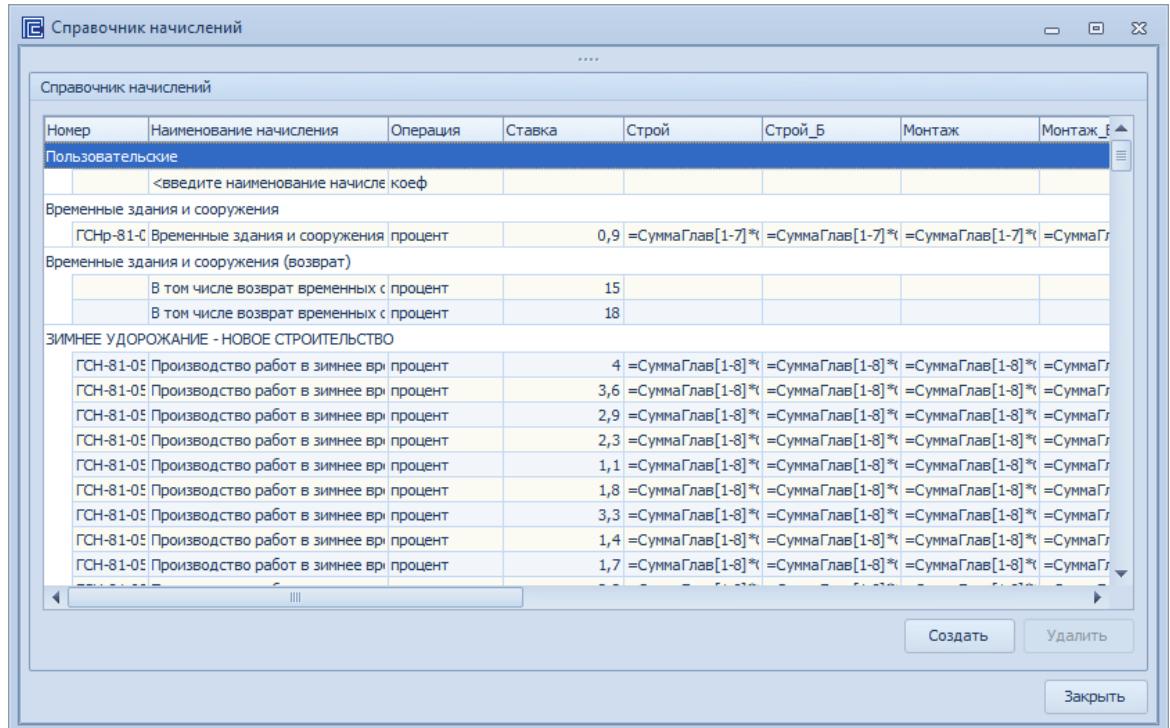 Справочник начислений
Справочник начислений
Номер Наименование начисления Операция Ставка Строй Строй_Б Монтаж Монтаж_Б
Пользовательские
<введите наименование начисле коеф
Временные здания и сооружения
ГСНр-81-0 Временные здания и сооружения процент 0,9 =СуммаГлав[1-7]*( =СуммаГлав[1-7]*( =СуммаГлав[1-7]*( =СуммаГл
Временные здания и сооружения (возврат)
В том числе возврат временных с процент 15
В том числе возврат временных с процент 18
ЗИМНЕЕ УДОРОЖАНИЕ - НОВОЕ СТРОИТЕЛЬСТВО
ГСН-81-05 Производство работ в зимнее вре процент 4 =СуммаГлав[1-8]*( =СуммаГлав[1-8]*( =СуммаГлав[1-8]*( =СуммаГл
ГСН-81-05 Производство работ в зимнее вре процент 3,6 =СуммаГлав[1-8]*( =СуммаГлав[1-8]*( =СуммаГлав[1-8]*( =СуммаГл
ГСН-81-05 Производство работ в зимнее вре процент 2,9 =СуммаГлав[1-8]*( =СуммаГлав[1-8]*( =СуммаГлав[1-8]*( =СуммаГл
ГСН-81-05 Производство работ в зимнее вре процент 2,3 =СуммаГлав[1-8]*( =СуммаГлав[1-8]*( =СуммаГлав[1-8]*( =СуммаГл
ГСН-81-05 Производство работ в зимнее вре процент 1,1 =СуммаГлав[1-8]*( =СуммаГлав[1-8]*( =СуммаГлав[1-8]*( =СуммаГл
ГСН-81-05 Производство работ в зимнее вре процент 1,8 =СуммаГлав[1-8]*( =СуммаГлав[1-8]*( =СуммаГлав[1-8]*( =СуммаГл
ГСН-81-05 Производство работ в зимнее вре процент 3,3 =СуммаГлав[1-8]*( =СуммаГлав[1-8]*( =СуммаГлав[1-8]*( =СуммаГл
ГСН-81-05 Производство работ в зимнее вре процент 1,4 =СуммаГлав[1-8]*( =СуммаГлав[1-8]*( =СуммаГлав[1-8]*( =СуммаГл
ГСН-81-05 Производство работ в зимнее вре процент 1,7 =СуммаГлав[1-8]*( =СуммаГлав[1-8]*( =СуммаГлав[1-8]*( =СуммаГл
Создать Удалить
Закрыть